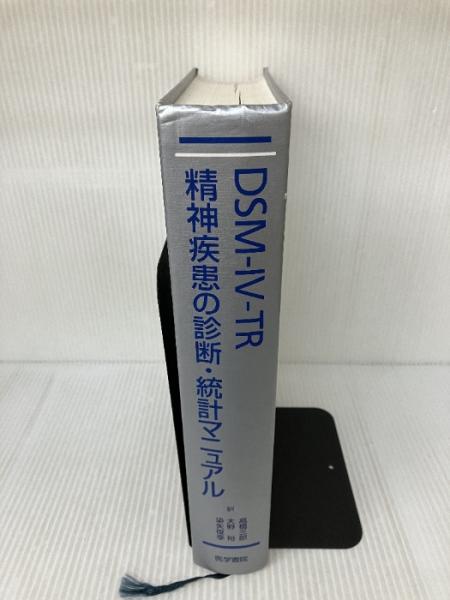 DSM-IV-TR
精神疾患の診断・統計マニュアル
訳
高橋三郎
大野 裕
染矢俊幸
医学書院